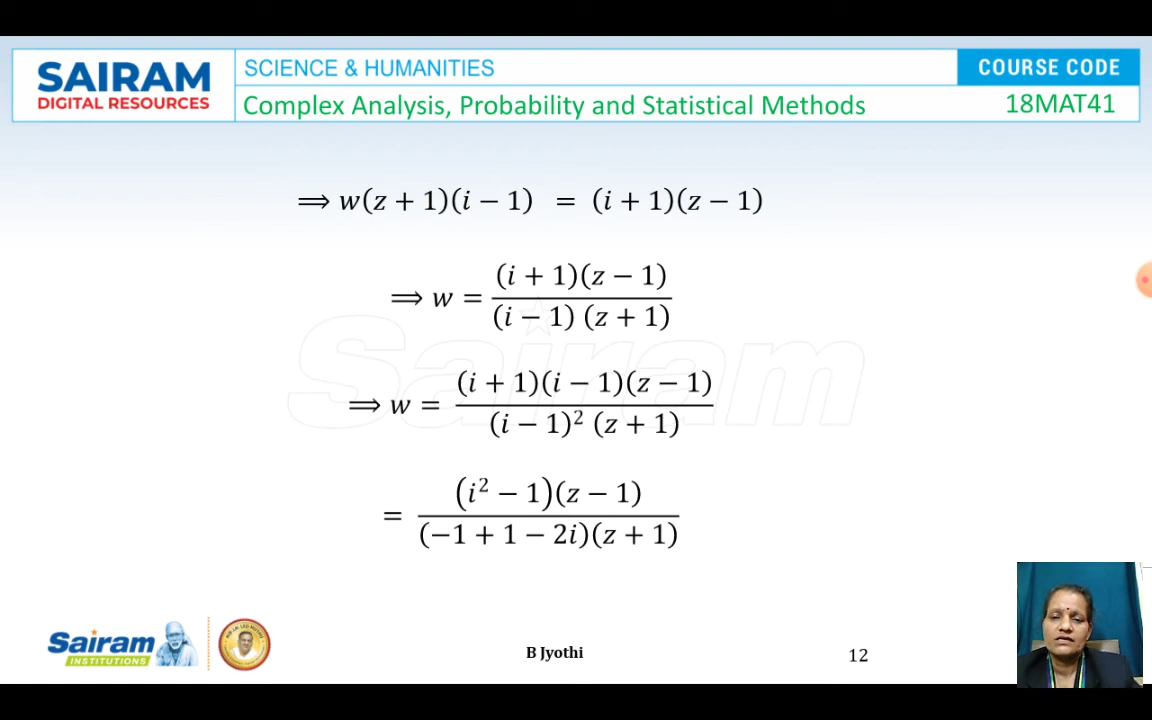 SAIRAM
DIGITAL RESOURCES
SCIENCE & HUMANITIES
COURSE CODE
Complex Analysis, Probability and Statistical Methods
18MAT41
⟹ w(z + 1)(i − 1) = (i + 1)(z − 1)
⟹ w = (i + 1)(z − 1) / (i − 1) (z + 1)
⟹ w = (i + 1)(i − 1)(z − 1) / (i − 1)² (z + 1)
= (i² − 1)(z − 1) / (−1 + 1 − 2i)(z + 1)
Sairam
Sairam
INSTITUTIONS
B Jyothi
12